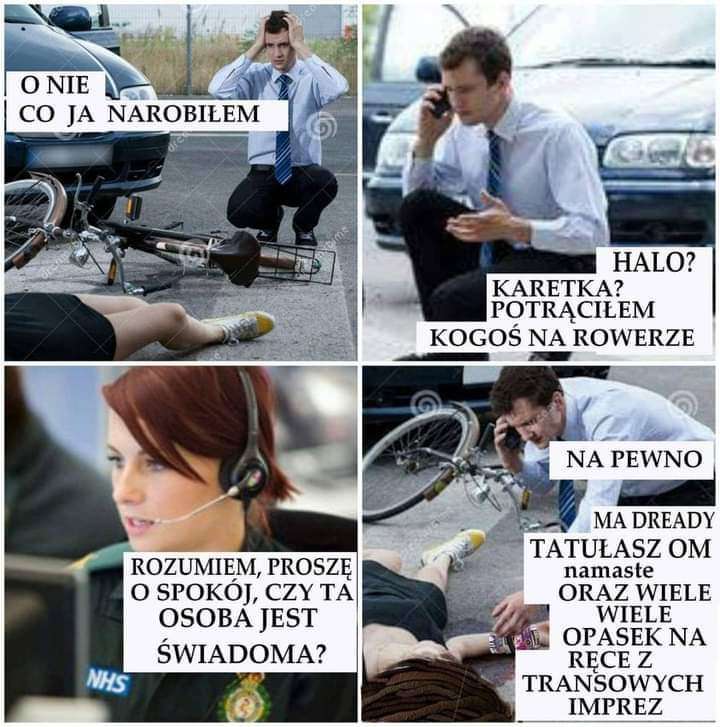 O NIE
CO JA NAROBIŁEM
HALO?
KARETKA?
POTRĄCIŁEM
KOGOŚ NA ROWERZE
ROZUMIEM, PROSZĘ
O SPOKÓJ, CZY TA
OSOBA JEST
ŚWIADOMA?
NHS
NA PEWNO
MA DREADY
TATUŁASZ OM
namaste
ORAZ WIELE
WIELE
OPASEK NA
RĘCE Z
TRANSOWYCH
IMPREZ